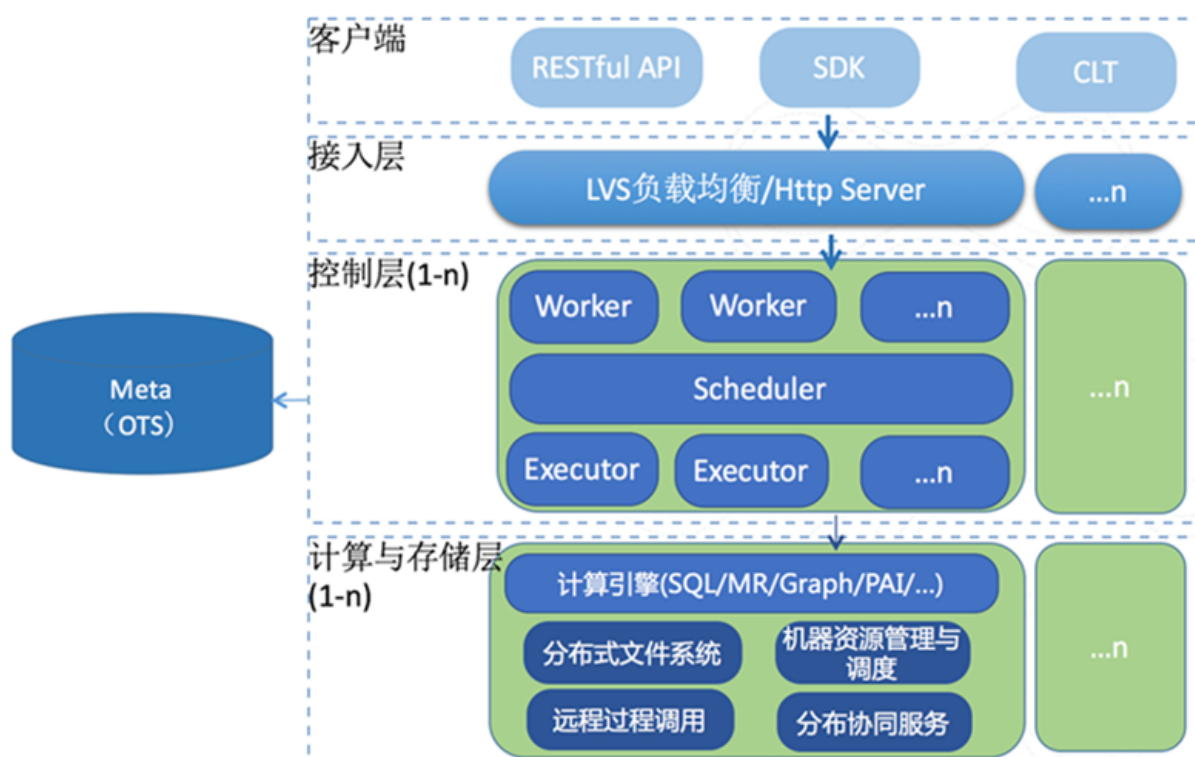 客户端
RESTful API
SDK
CLT
接入层
LVS负载均衡/Http Server
...n
控制层(1-n)
Worker
Worker
...n
Scheduler
Executor
Executor
...n
...n
Meta
（OTS）
计算与存储层
(1-n)
计算引擎(SQL/MR/Graph/PAI/...)
分布式文件系统
机器资源管理与
调度
远程过程调用
分布协同服务
...n